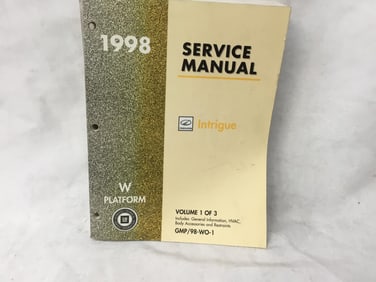 1998
SERVICE
MANUAL
Intrigue
W
PLATFORM
VOLUME 1 OF 3
Includes: General Information, HVAC,
Body Accessories and Restraints
GMP/98-WO-1